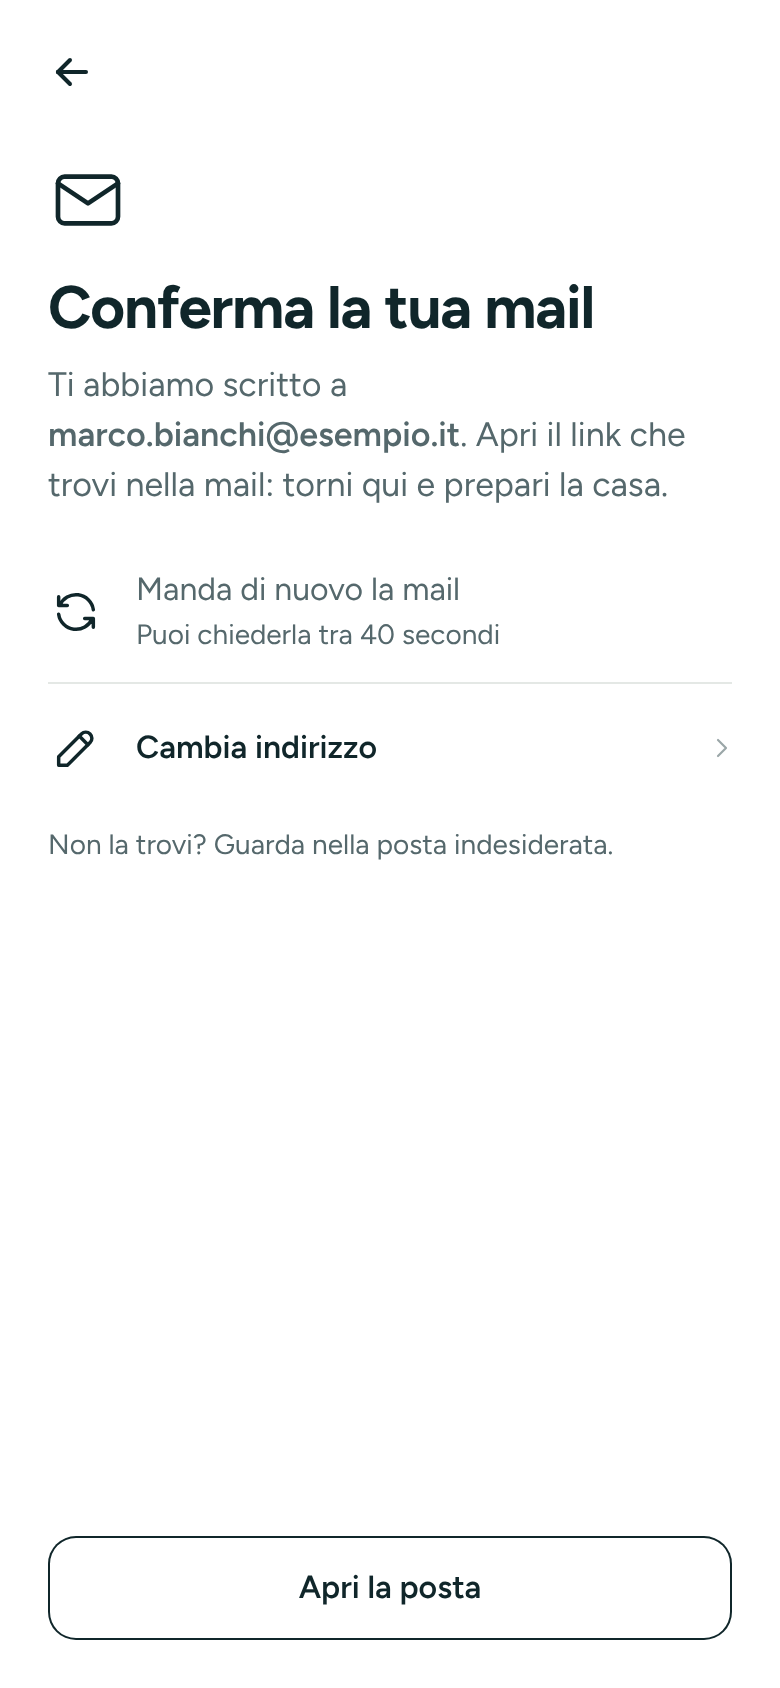 Conferma la tua mail
Ti abbiamo scritto a
marco.bianchi@esempio.it. Apri il link che
trovi nella mail: torni qui e prepari la casa.
Manda di nuovo la mail
Puoi chiederla tra 40 secondi
Cambia indirizzo
Non la trovi? Guarda nella posta indesiderata.
Apri la posta